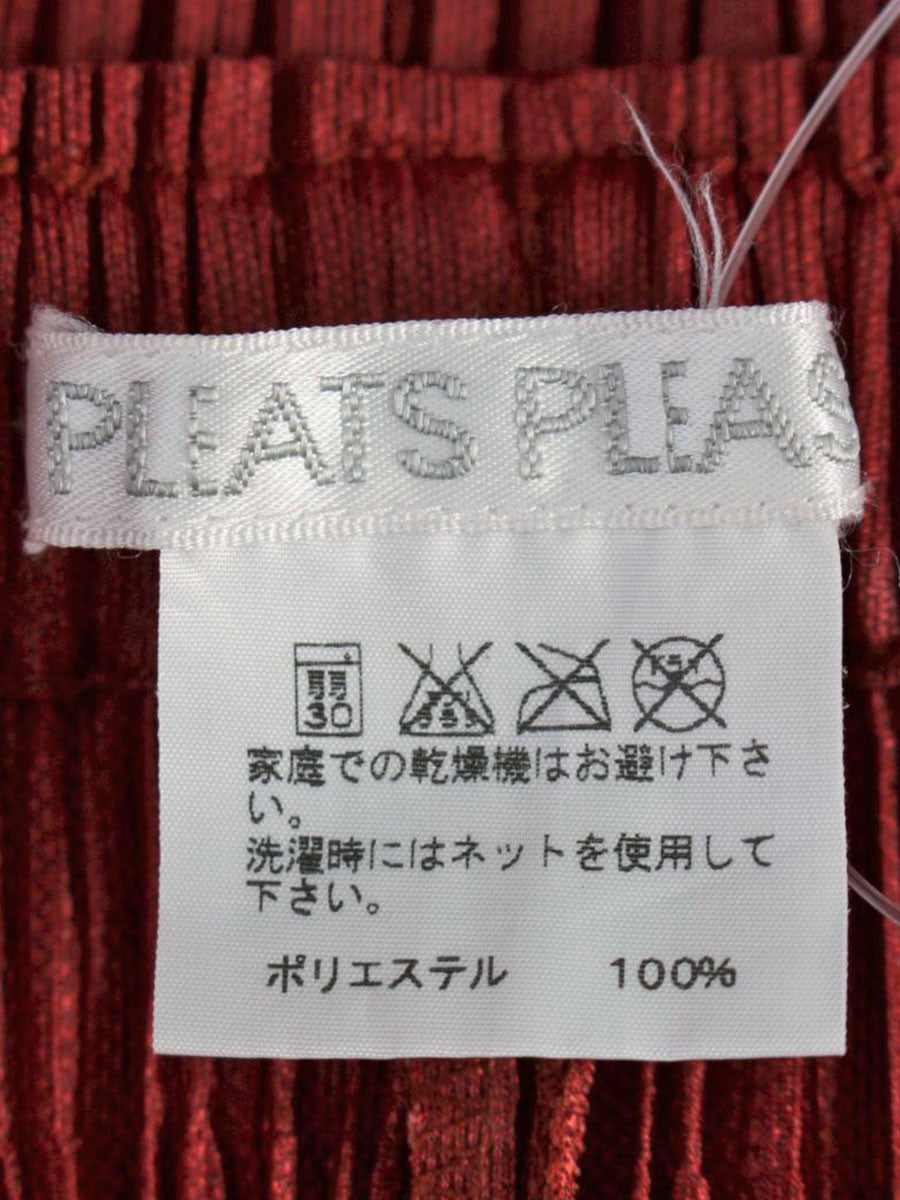 PLEATS PLEAS
弱
30
家庭での乾燥機はお避け下さ
い。
洗濯時にはネットを使用して
下さい。
ポリエステル 100%